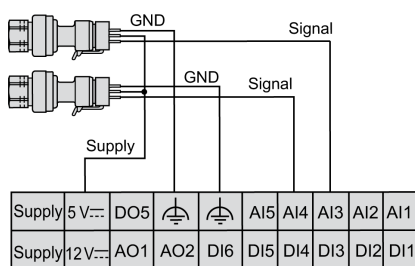 GND
Signal
GND
Signal
Supply
Supply 5 V⎓ DO5 ⏚ ⏚ AI5 AI4 AI3 AI2 AI1
Supply 12 V⎓ AO1 AO2 DI6 DI5 DI4 DI3 DI2 DI1